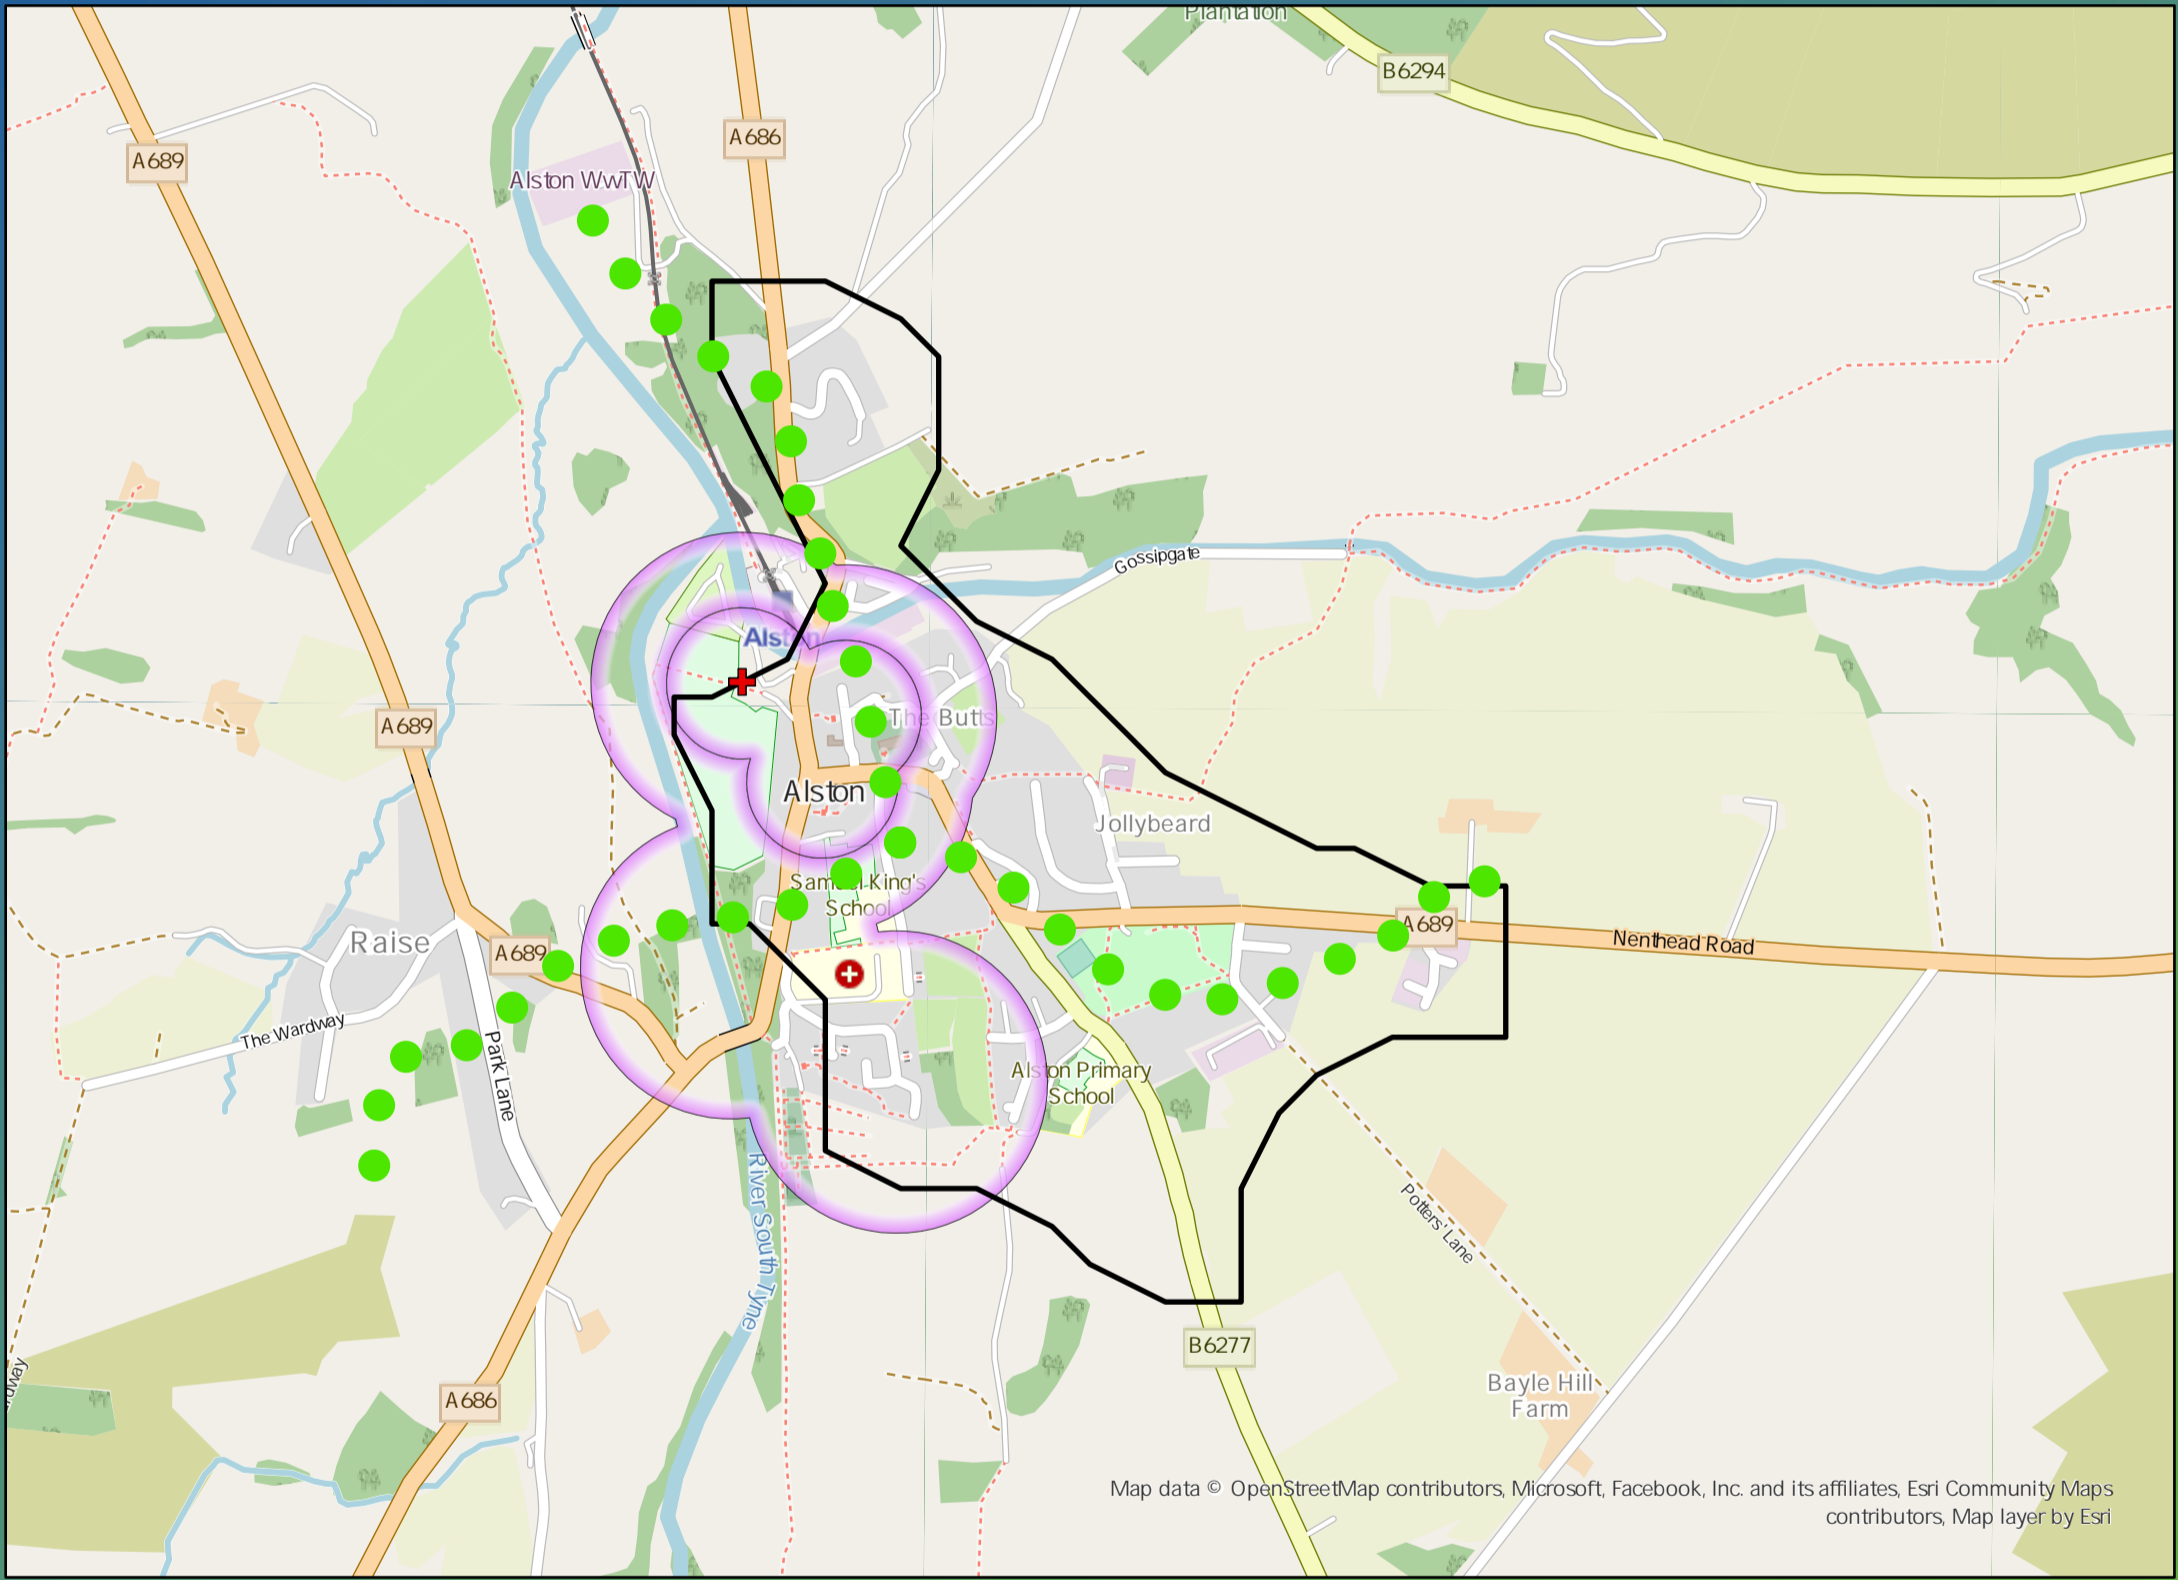 Plantation
B6294
A686
A689
Alston WwTW
Gossipgate
Alston
The Butts
A689
Alston
Jollybeard
Samuel King's
School
A689
Nenthead Road
Raise
A689
The Wardway
Park Lane
Alston Primary
School
River South Tyne
Potters' Lane
B6277
Bayle Hill
Farm
A686
Map data © OpenStreetMap contributors, Microsoft, Facebook, Inc. and its affiliates, Esri Community Maps
contributors, Map layer by Esri